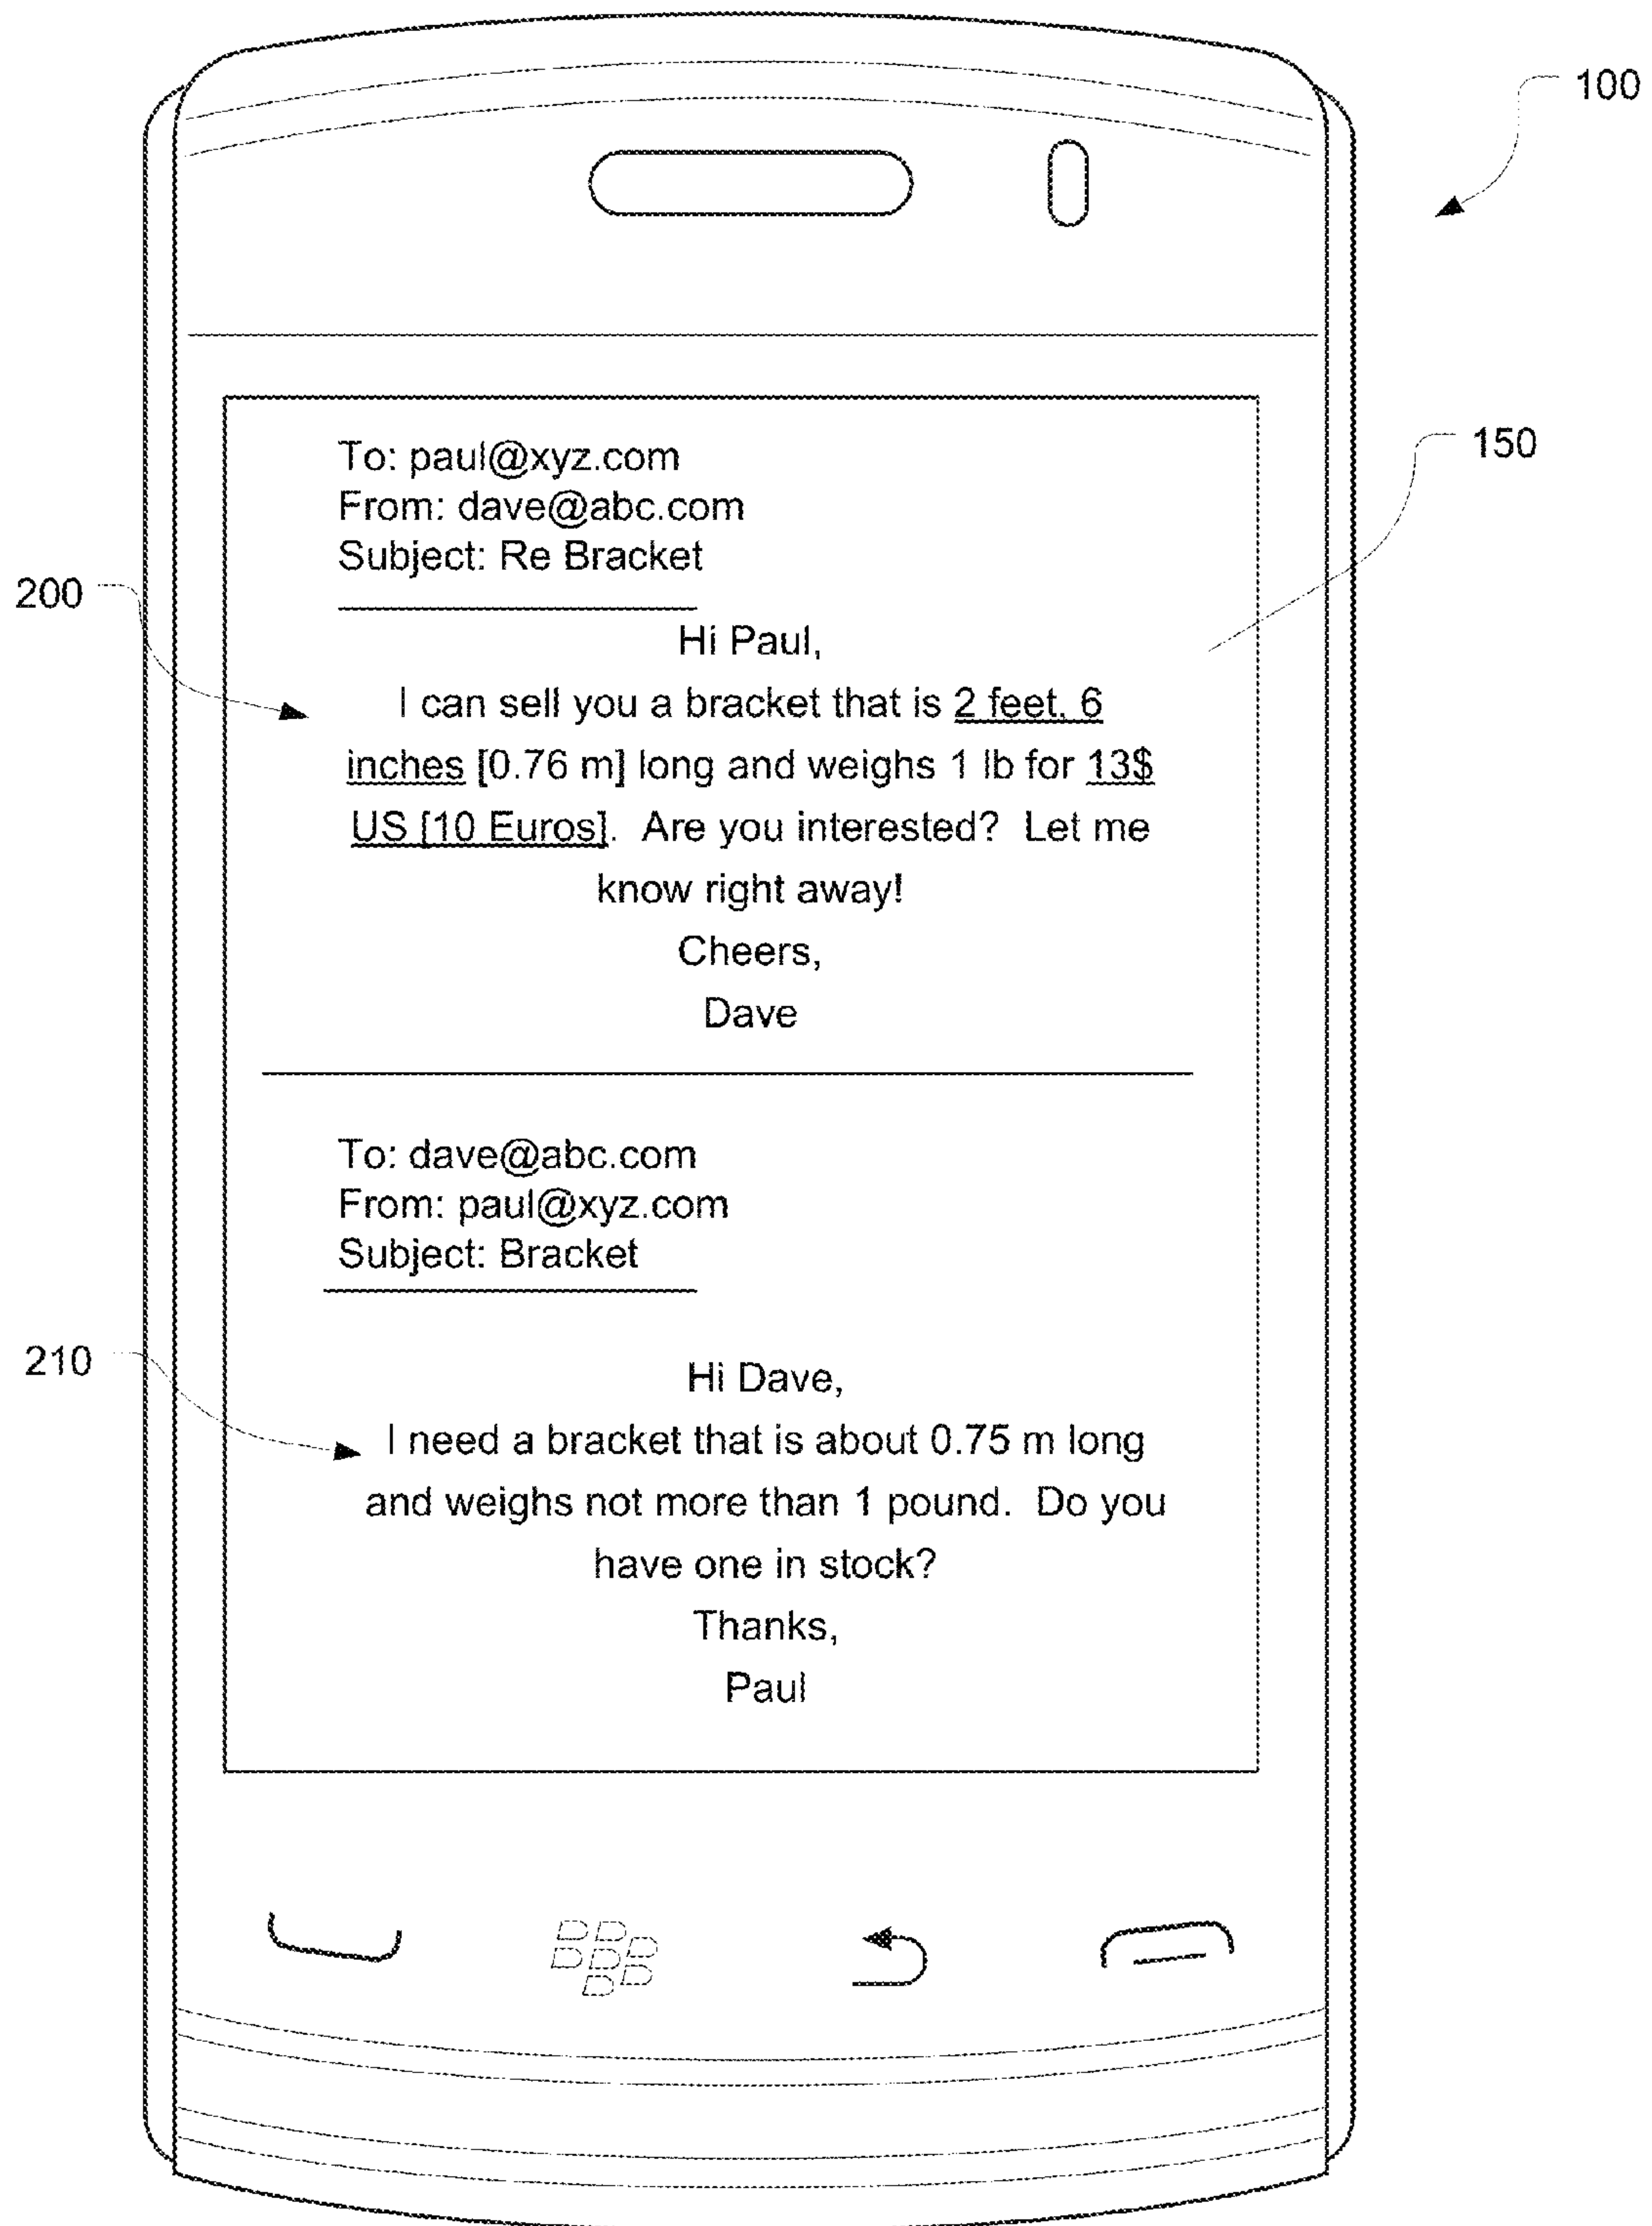 100
To: paul@xyz.com
From: dave@abc.com
150
Subject: Re Bracket
200
Hi Paul,
I can sell you a bracket that is 2 feet, 6
inches [0.76 m] long and weighs 1 lb for 13$
US [10 Euros].  Are you interested?  Let me
know right away!
Cheers,
Dave
To: dave@abc.com
From: paul@xyz.com
Subject: Bracket
210
Hi Dave,
I need a bracket that is about 0.75 m long
and weighs not more than 1 pound.  Do you
have one in stock?
Thanks,
Paul